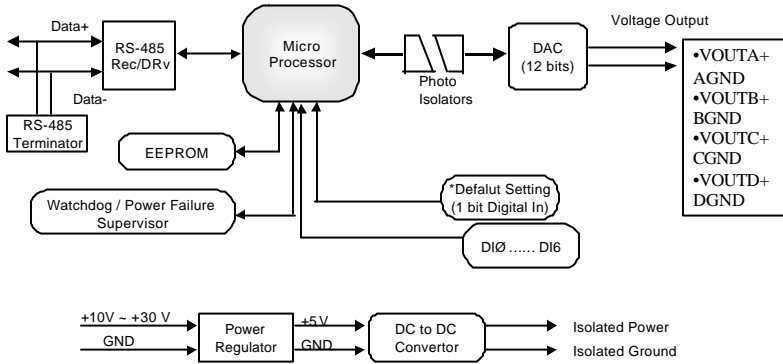 Data+
RS-485
Rec/DRv
Data-
RS-485
Terminator
Micro
Processor
Photo
Isolators
DAC
(12 bits)
Voltage Output
•VOUTA+
AGND
•VOUTB+
BGND
•VOUTC+
CGND
•VOUTD+
DGND
EEPROM
Watchdog / Power Failure
Supervisor
*Defalut Setting
(1 bit Digital In)
DIØ ...... DI6
+10V ~ +30 V
GND
Power
Regulator
+5V
GND
DC to DC
Convertor
Isolated Power
Isolated Ground